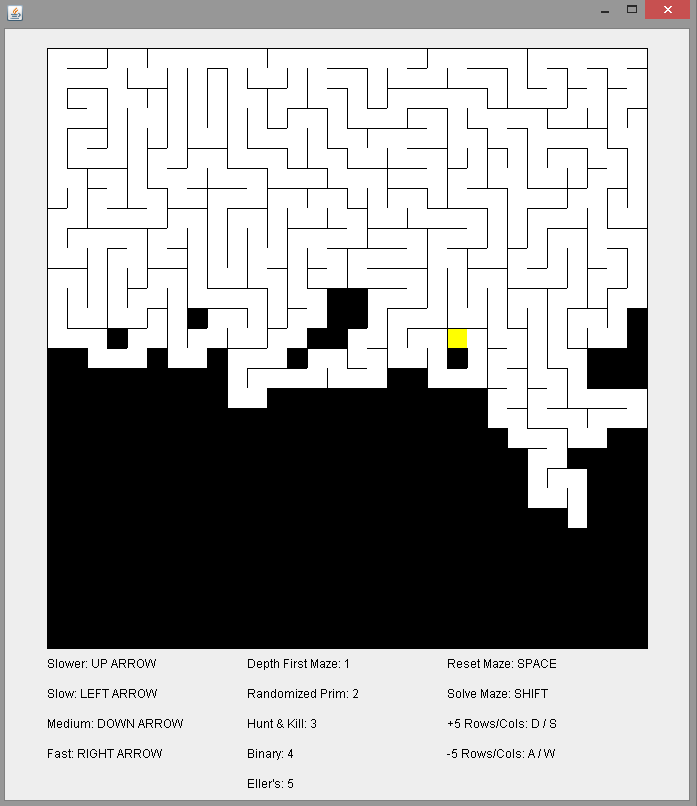 Slower: UP ARROW Depth First Maze: 1 Reset Maze: SPACE
Slow: LEFT ARROW Randomized Prim: 2 Solve Maze: SHIFT
Medium: DOWN ARROW Hunt & Kill: 3 +5 Rows/Cols: D / S
Fast: RIGHT ARROW Binary: 4 -5 Rows/Cols: A / W
Eller's: 5